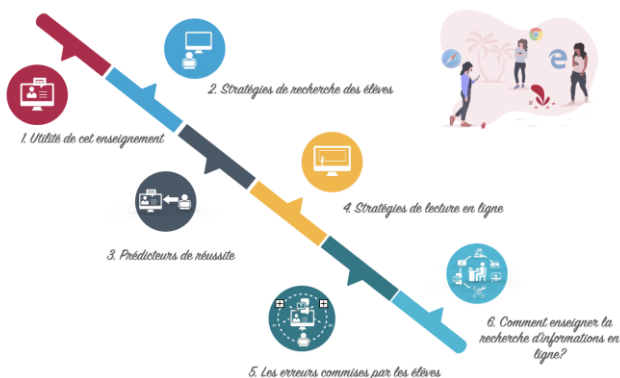 1. Utilité de cet enseignement
2. Stratégies de recherche des élèves
3. Prédicteurs de réussite
4. Stratégies de lecture en ligne
5. Les erreurs commises par les élèves
6. Comment enseigner la
recherche d'informations en
ligne?